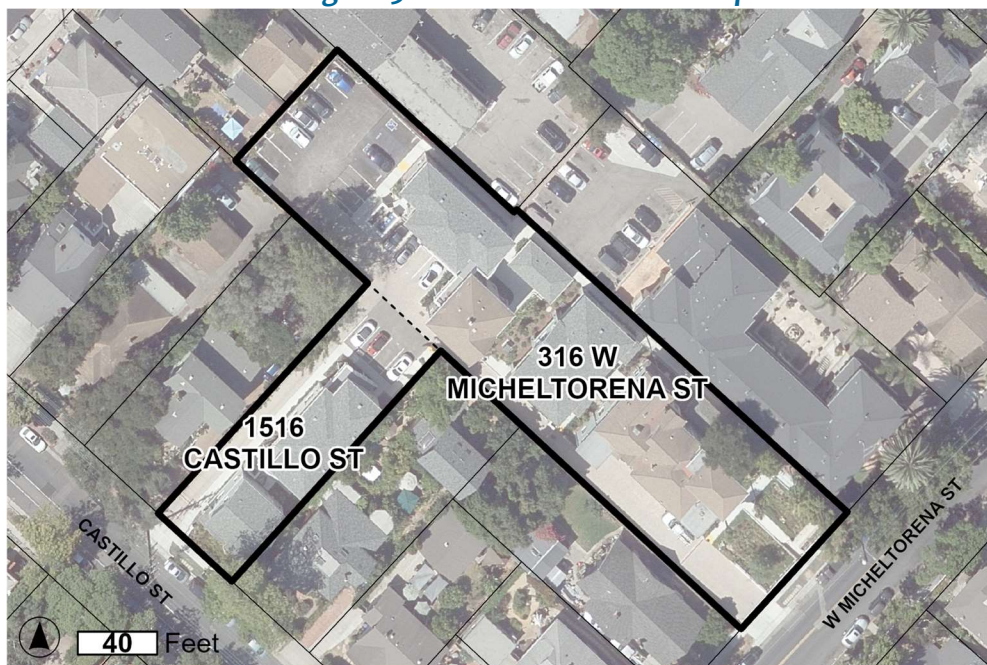 316 W
MICHELTORENA ST
1516
CASTILLO ST
CASTILLO ST
W MICHELTORENA ST
40 Feet